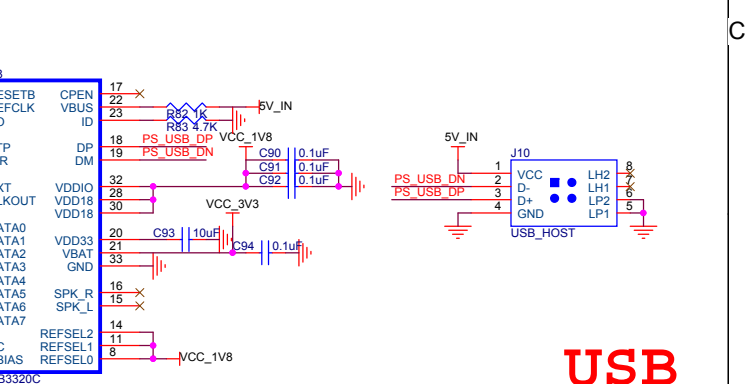 C
ESETB CPEN 17
EFCLK VBUS 22
ID 23
R82 1K 5V_IN
R83 4.7K
TP DP 18 PS_USB_DP VCC_1V8
R DM 19 PS_USB_DN
C90 0.1uF
C91 0.1uF
C92 0.1uF
XT VDDIO 32
LKOUT VDD18 28
VDD18 30
VCC_3V3
ATA0
ATA1 VDD33 20 C93 10uF
ATA2 VBAT 21 C94 0.1uF
ATA3 GND 33
ATA4
ATA5 SPK_R 16
ATA6 SPK_L 15
ATA7
REFSEL2 14
C REFSEL1 11
BIAS REFSEL0 8 VCC_1V8
B3320C
5V_IN J10
1 VCC LH2 8
PS_USB_DN 2 D- LH1 7
PS_USB_DP 3 D+ LP2 6
4 GND LP1 5
USB_HOST
USB